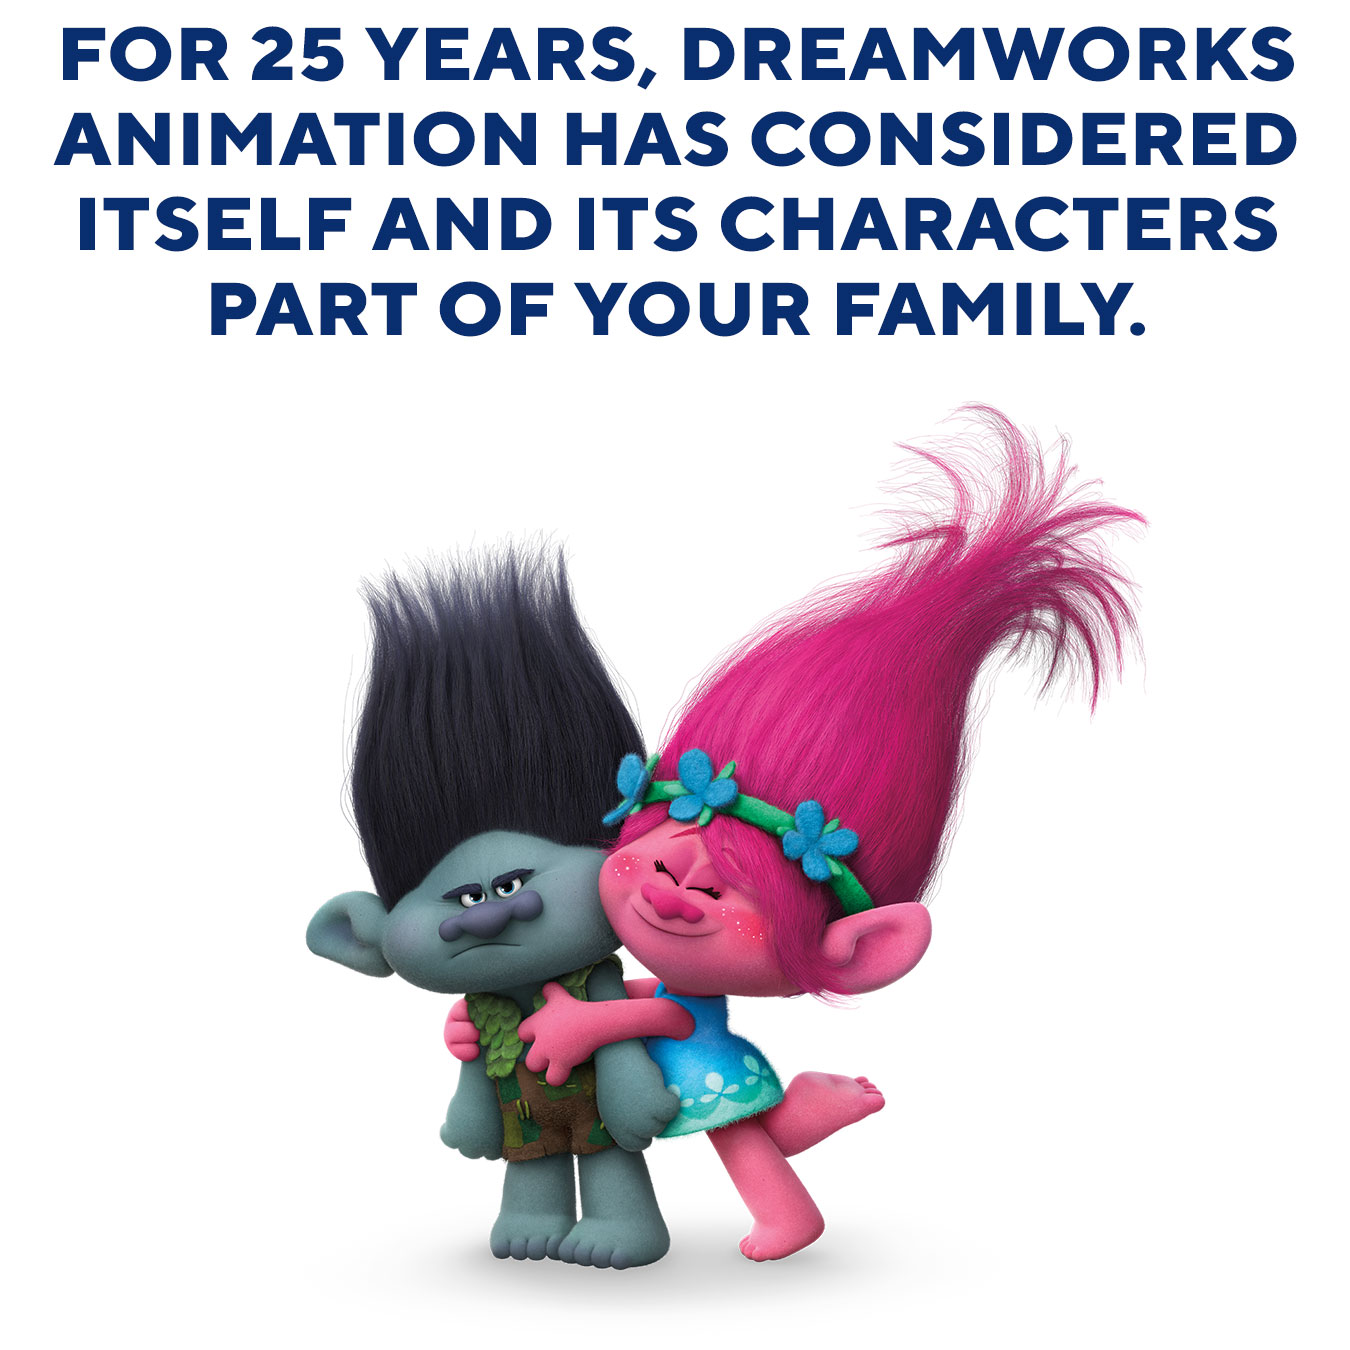 FOR 25 YEARS, DREAMWORKS
ANIMATION HAS CONSIDERED
ITSELF AND ITS CHARACTERS
PART OF YOUR FAMILY.